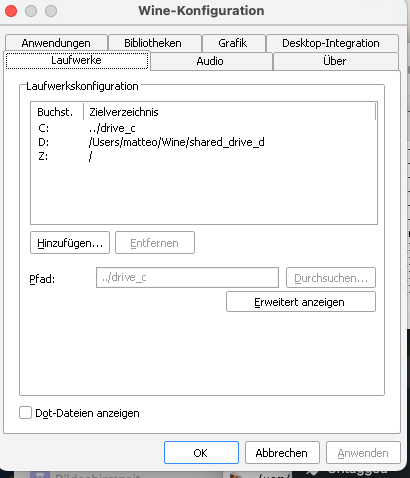 Wine-Konfiguration
Anwendungen Bibliotheken Grafik Desktop-Integration
Laufwerke Audio Über
Laufwerkskonfiguration
Buchst. Zielverzeichnis
C: ../drive_c
D: /Users/matteo/Wine/shared_drive_d
Z: /
Hinzufügen... Entfernen
Pfad: ../drive_c Durchsuchen...
Erweitert anzeigen
Dot-Dateien anzeigen
OK Abbrechen Anwenden